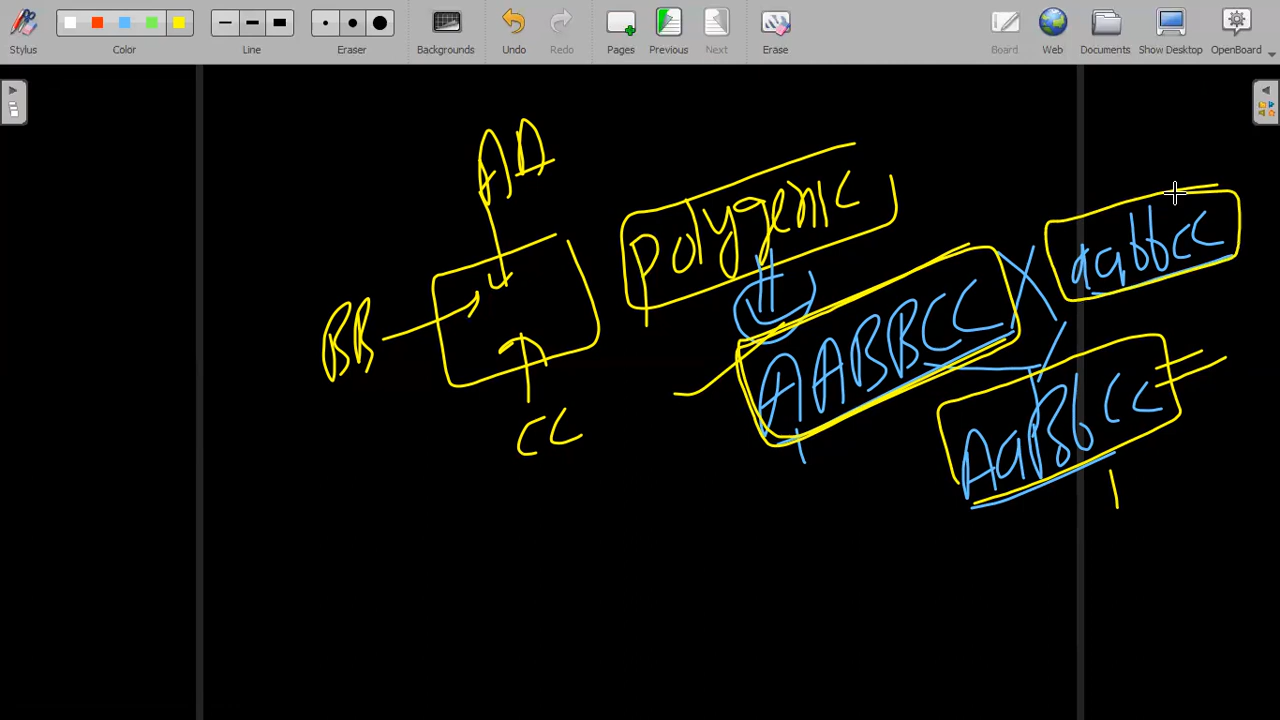 Stylus
Color
Line
Eraser
Backgrounds
Undo
Redo
Pages
Previous
Next
Erase
Board
Web
Documents
Show Desktop
OpenBoard
AA
polygenic
BB
CC
AABBCC X aabbcc
AaBbCc